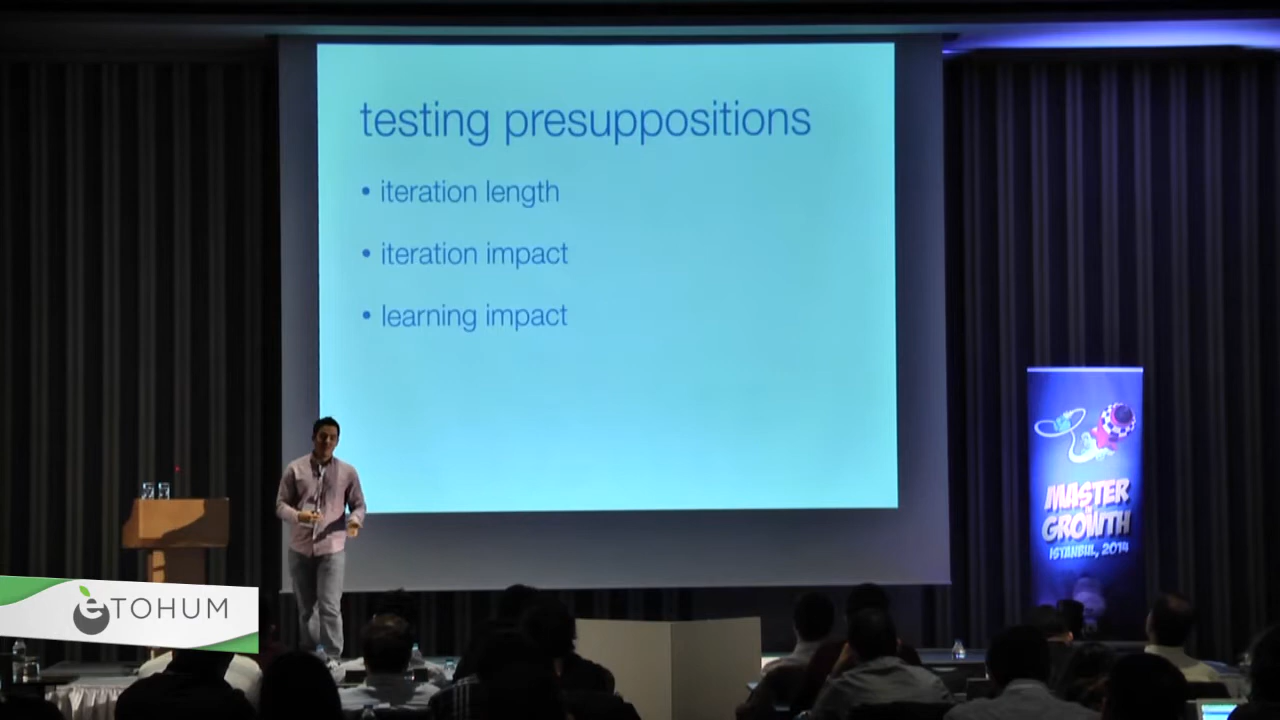 testing presuppositions
• iteration length
• iteration impact
• learning impact
MASTER
GROWTH
ISTANBUL, 2014
eTOHUM